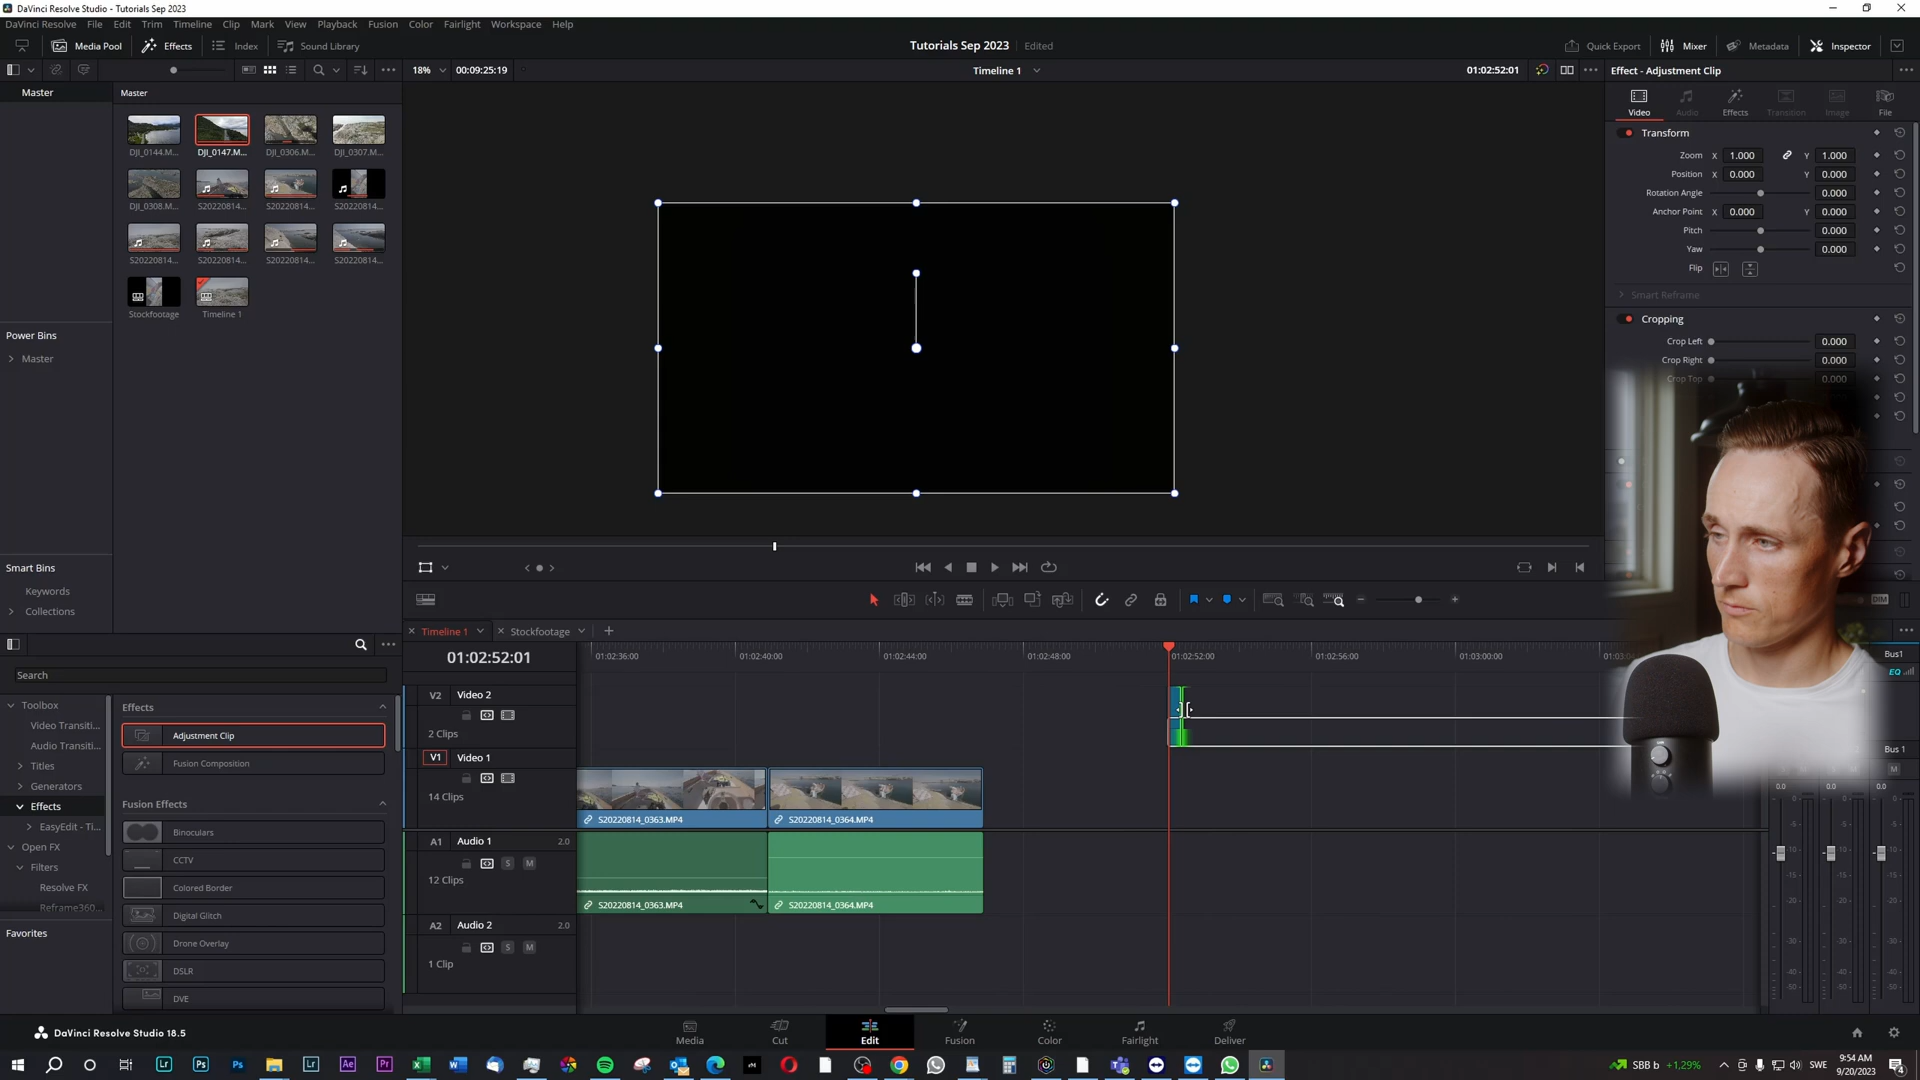 DaVinci Resolve Studio - Tutorials Sep 2023
DaVinci Resolve File Edit Trim Timeline Clip Mark View Playback Fusion Color Fairlight Workspace Help
Media Pool Effects Index Sound Library
Tutorials Sep 2023 Edited
Quick Export Mixer Metadata Inspector
18% 00:09:25:19
Timeline 1
01:02:52:01
Effect - Adjustment Clip
Master
Master
Video Audio Effects Transition Image File
DJI_0144.M... DJI_0147.M... DJI_0306.M... DJI_0307.M...
DJI_0308.M... S20220814... S20220814... S20220814...
S20220814... S20220814... S20220814... S20220814...
Stockfootage Timeline 1
Transform
Zoom X 1.000 Y 1.000
Position X 0.000 Y 0.000
Rotation Angle 0.000
Anchor Point X 0.000 Y 0.000
Pitch 0.000
Yaw 0.000
Flip
Smart Reframe
Cropping
Crop Left 0.000
Crop Right 0.000
Crop Top
Power Bins
Master
Smart Bins
Keywords
Collections
Search
Toolbox
Video Transiti...
Audio Transiti...
Titles
Generators
Effects
EasyEdit - Ti...
Open FX
Filters
Resolve FX
Reframe360...
Favorites
Effects
Adjustment Clip
Fusion Composition
Fusion Effects
Binoculars
CCTV
Colored Border
Digital Glitch
Drone Overlay
DSLR
DVE
DIM
Timeline 1 Stockfootage
01:02:52:01
01:02:36:00 01:02:40:00 01:02:44:00 01:02:48:00 01:02:52:00 01:02:56:00 01:03:00:00
V2 Video 2
2 Clips
V1 Video 1
14 Clips
S20220814_0363.MP4 S20220814_0364.MP4
A1 Audio 1 2.0
S M
12 Clips
S20220814_0363.MP4 S20220814_0364.MP4
A2 Audio 2 2.0
S M
1 Clip
Bus1
EQ
Bus 1
M
0.0 0.0 0.0
DaVinci Resolve Studio 18.5
Media Cut Edit Fusion Color Fairlight Deliver
SBB b +1,29%
SWE
9:54 AM
9/20/2023